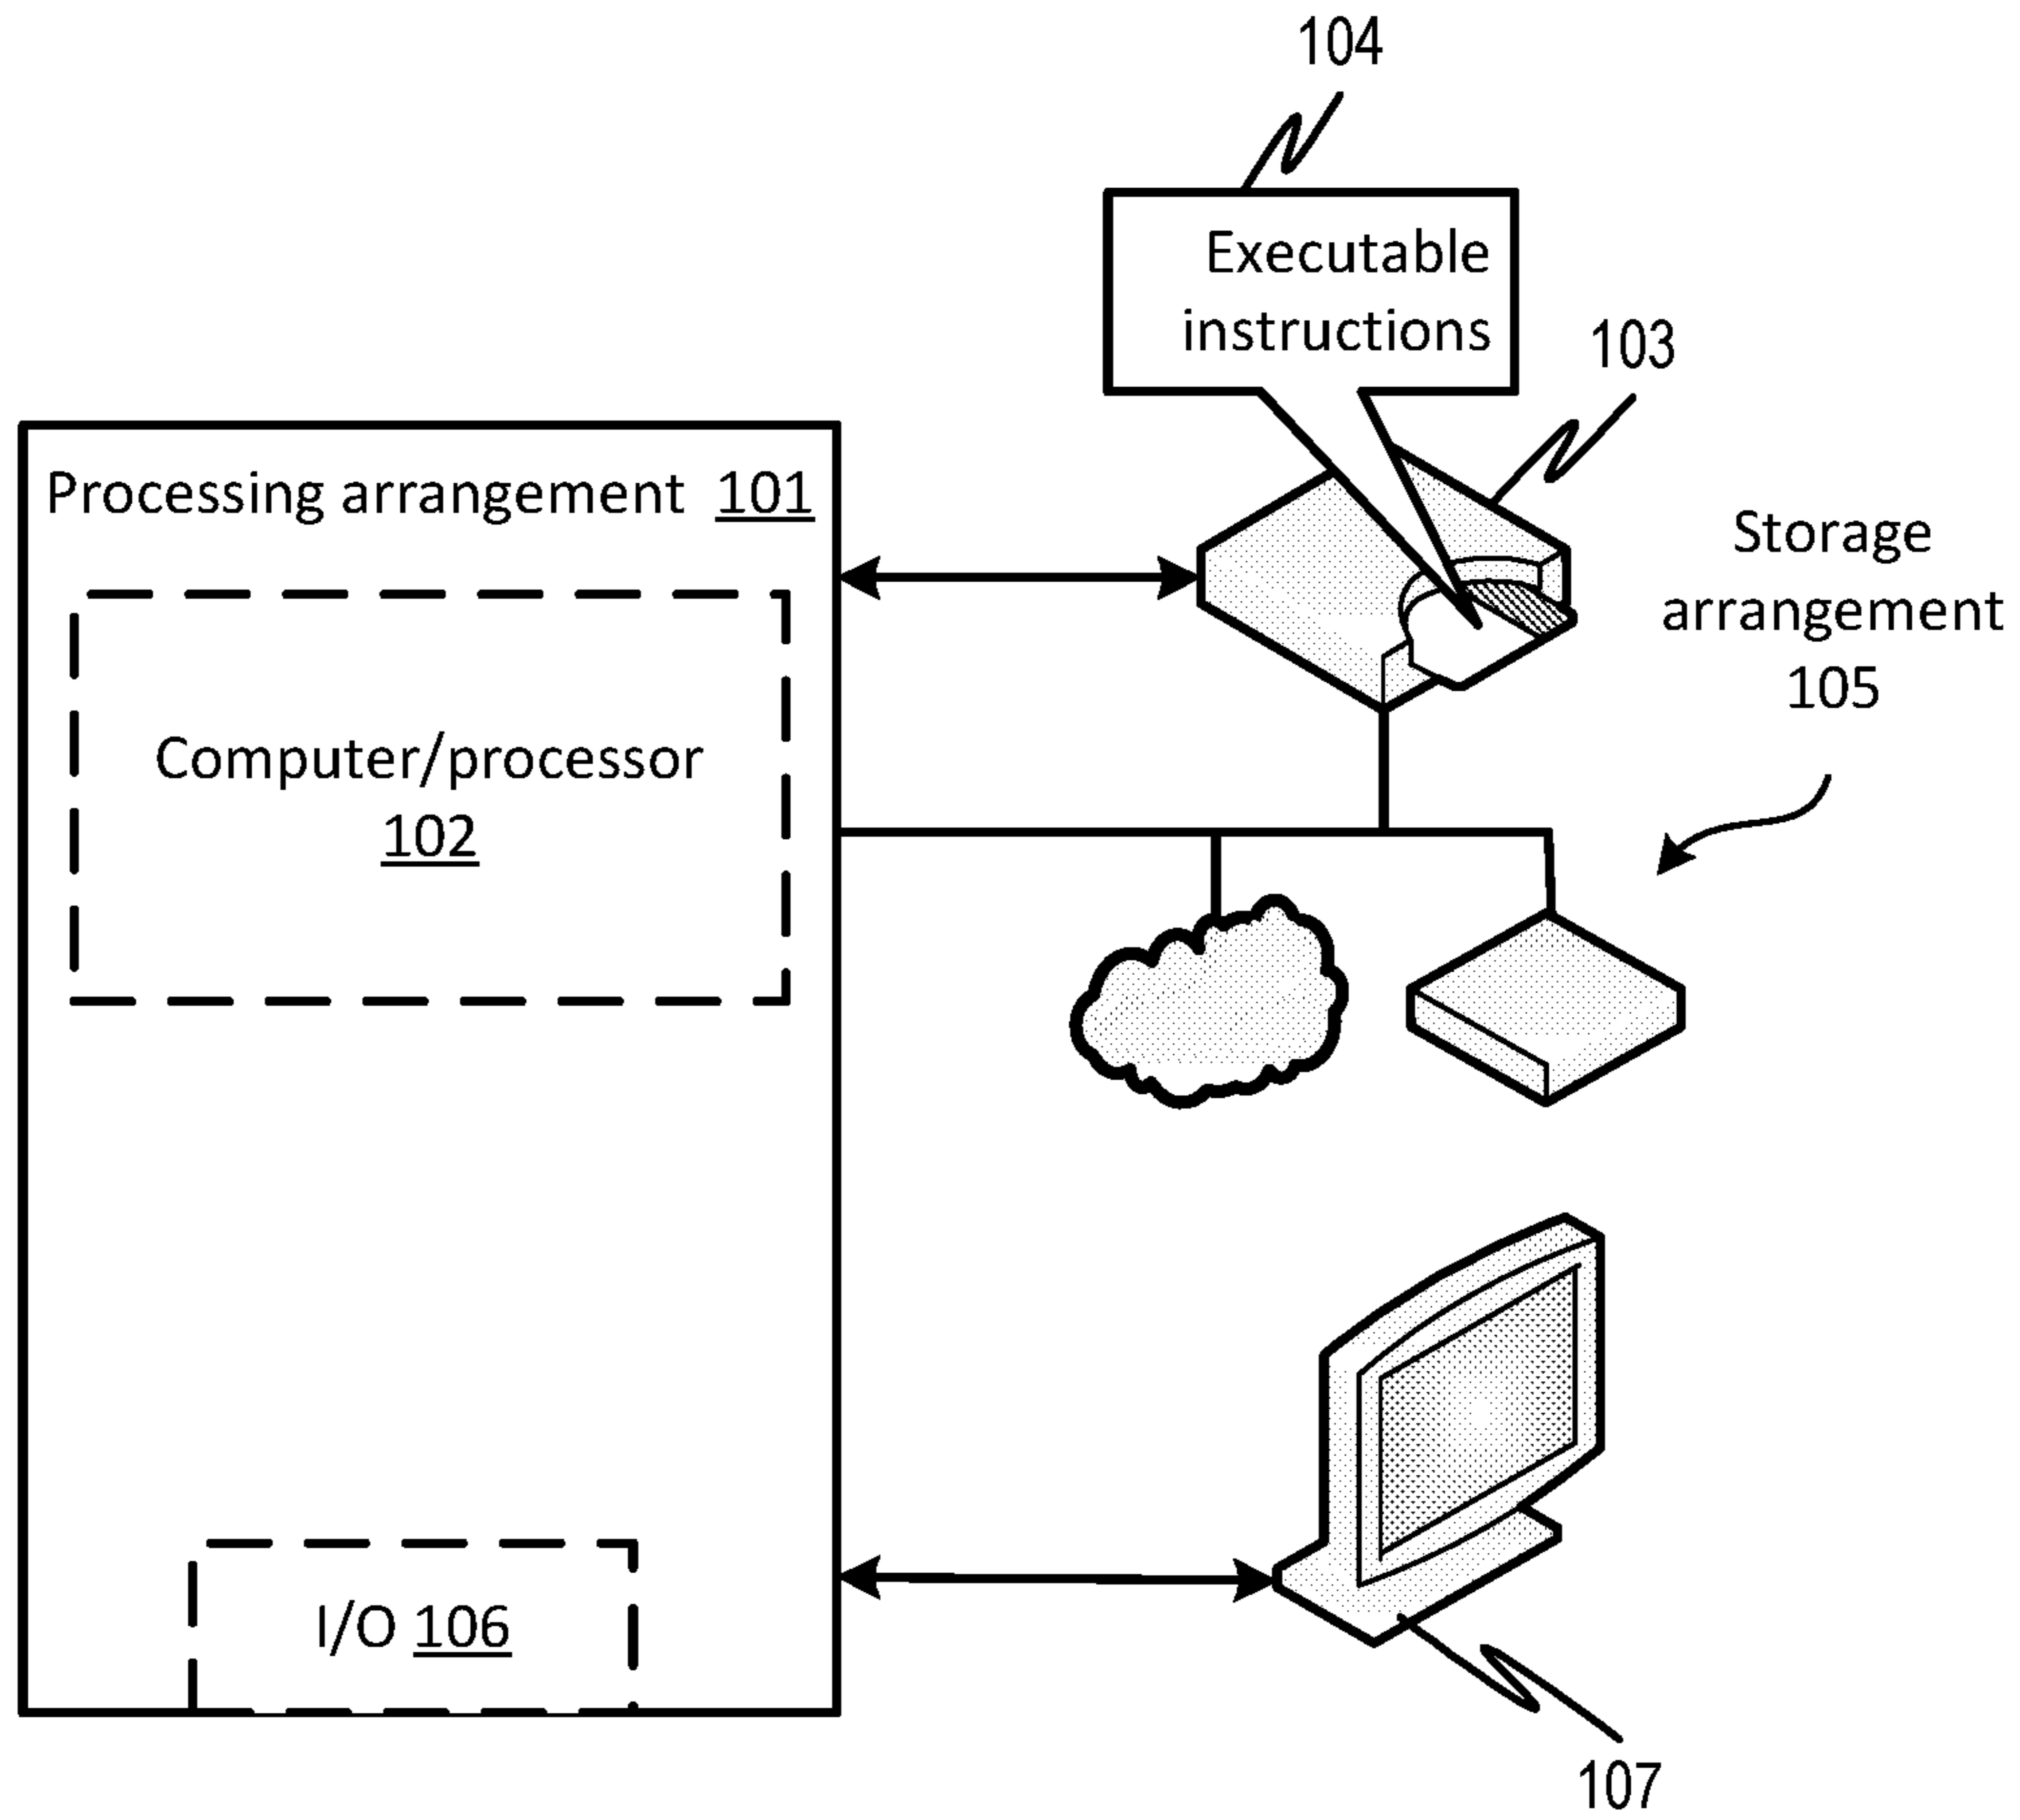 104
Executable
instructions
103
Processing arrangement 101
Storage
arrangement
105
Computer/processor
102
I/O 106
107